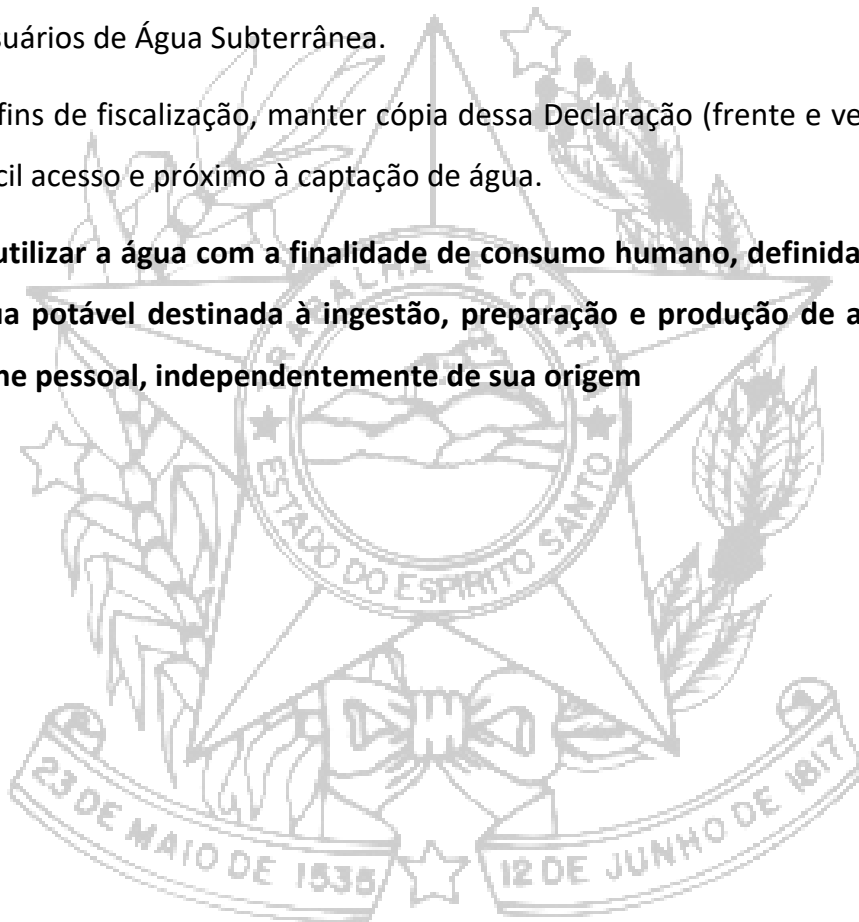 suários de Água Subterrânea.
fins de fiscalização, manter cópia dessa Declaração (frente e ve
cil acesso e próximo à captação de água.
utilizar a água com a finalidade de consumo humano, definida
ua potável destinada à ingestão, preparação e produção de a
ne pessoal, independentemente de sua origem
TRABALHA E CONFIA
ESTADO DO ESPIRITO SANTO
23 DE MAIO DE 1535
12 DE JUNHO DE 1817